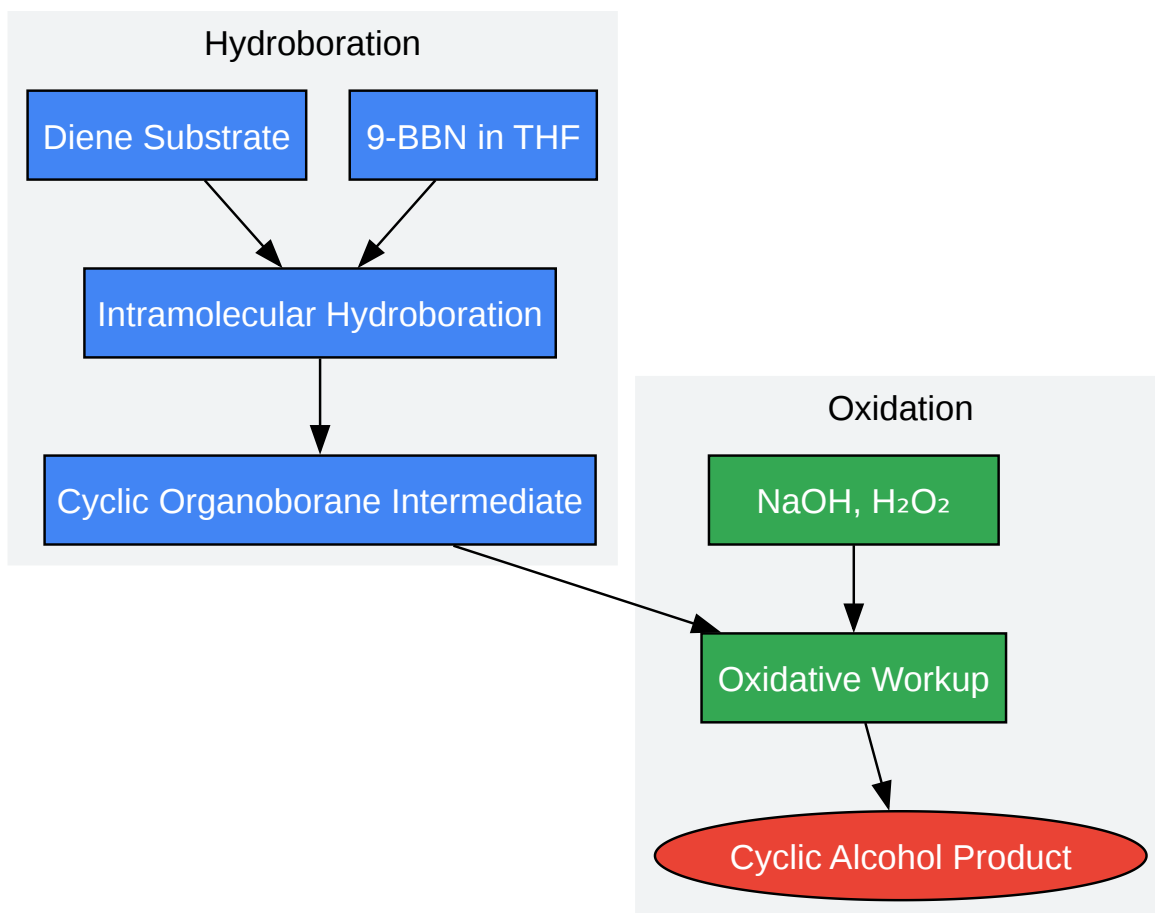 Hydroboration
Diene Substrate
9-BBN in THF
Intramolecular Hydroboration
Cyclic Organoborane Intermediate
Oxidation
NaOH, H₂O₂
Oxidative Workup
Cyclic Alcohol Product